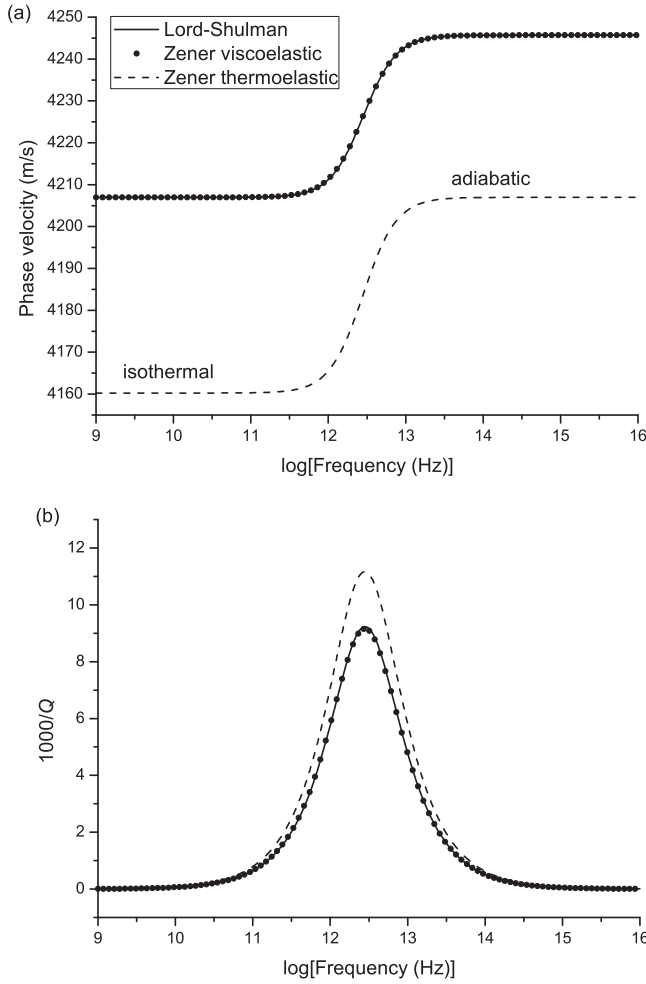 (a)
4250
4240
4230
4220
4210
4200
4190
4180
4170
4160
Phase velocity (m/s)
Lord-Shulman
Zener viscoelastic
Zener thermoelastic
adiabatic
isothermal
9 10 11 12 13 14 15 16
log[Frequency (Hz)]
(b)
12
10
8
6
4
2
0
1000/Q
9 10 11 12 13 14 15 16
log[Frequency (Hz)]